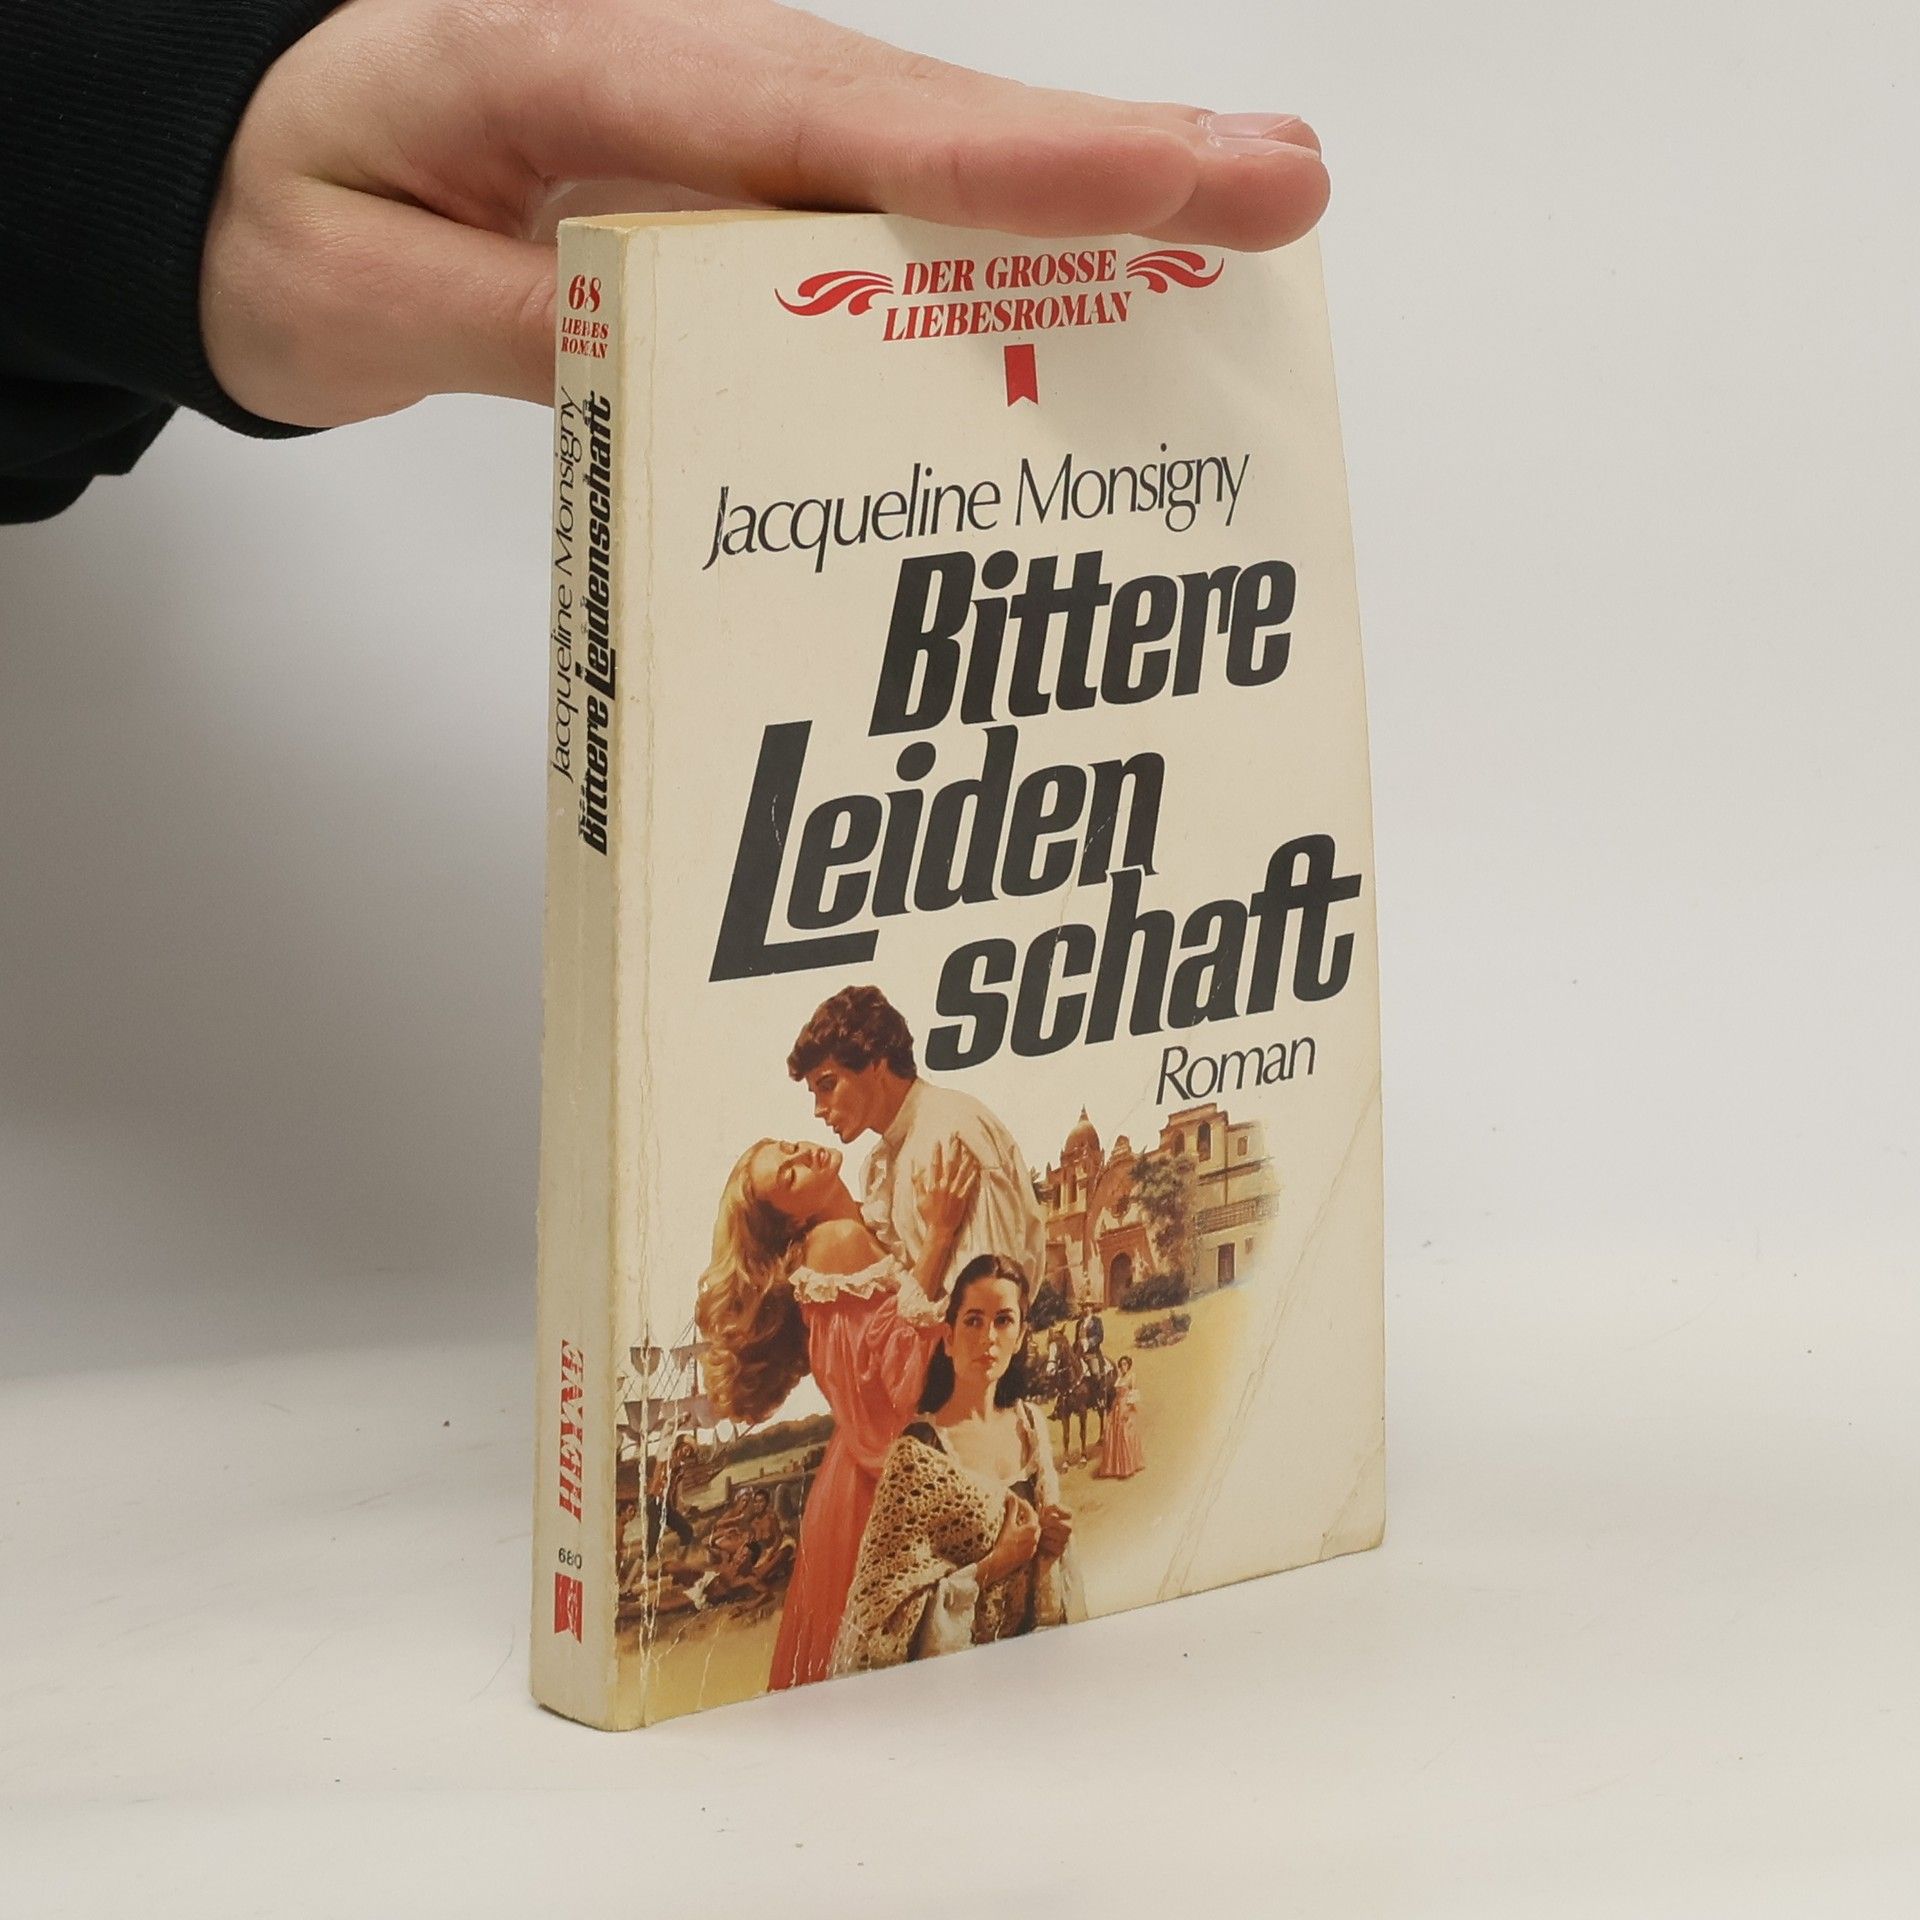 DER GROSSE
LIEBESROMAN
Jacqueline Monsigny
Bittere
Leiden
schaft
Roman
68
LIEBES
ROMAN
Jacqueline Monsigny
Bittere Leidenschaft
HEYNE
680